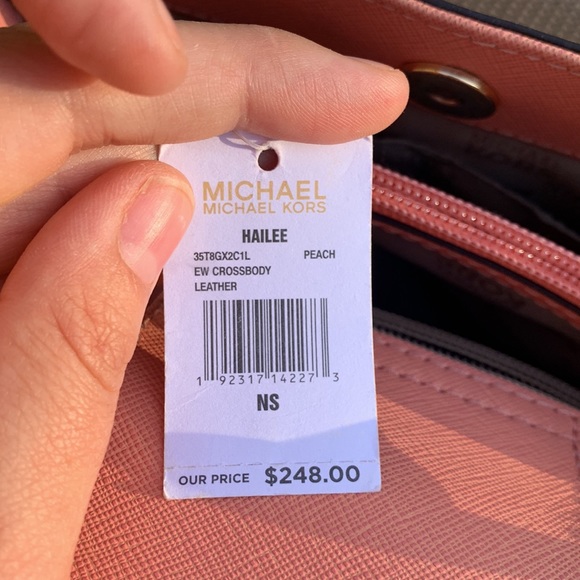 MICHAEL
MICHAEL KORS
HAILEE
35T8GX2C1L PEACH
EW CROSSBODY
LEATHER
1 92317 14227 3
NS
OUR PRICE $248.00